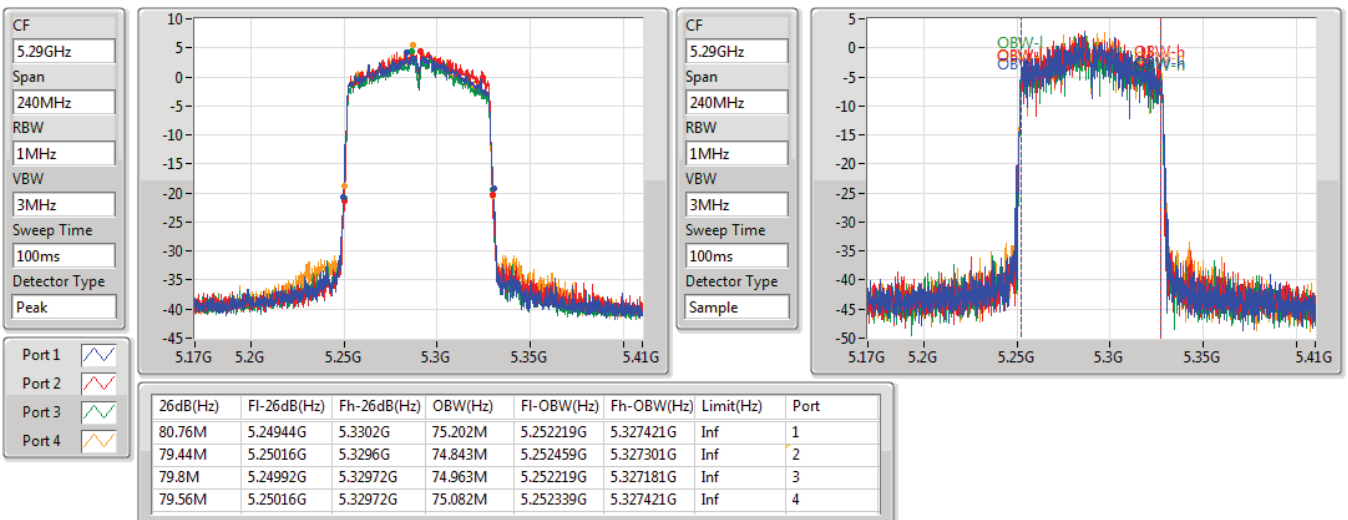 CF
5.29GHz
Span
240MHz
RBW
1MHz
VBW
3MHz
Sweep Time
100ms
Detector Type
Peak
10
5
0
-5
-10
-15
-20
-25
-30
-35
-40
-45
5.17G 5.2G 5.25G 5.3G 5.35G 5.41G
CF
5.29GHz
Span
240MHz
RBW
1MHz
VBW
3MHz
Sweep Time
100ms
Detector Type
Sample
5
0
-5
-10
-15
-20
-25
-30
-35
-40
-45
-50
OBW-l
5.17G 5.2G 5.25G 5.3G 5.35G 5.41G
Port 1
Port 2
Port 3
Port 4
26dB(Hz) Fl-26dB(Hz) Fh-26dB(Hz) OBW(Hz) Fl-OBW(Hz) Fh-OBW(Hz) Limit(Hz) Port
80.76M 5.24944G 5.3302G 75.202M 5.252219G 5.327421G Inf 1
79.44M 5.25016G 5.3296G 74.843M 5.252459G 5.327301G Inf 2
79.8M 5.24992G 5.32972G 74.963M 5.252219G 5.327181G Inf 3
79.56M 5.25016G 5.32972G 75.082M 5.252339G 5.327421G Inf 4